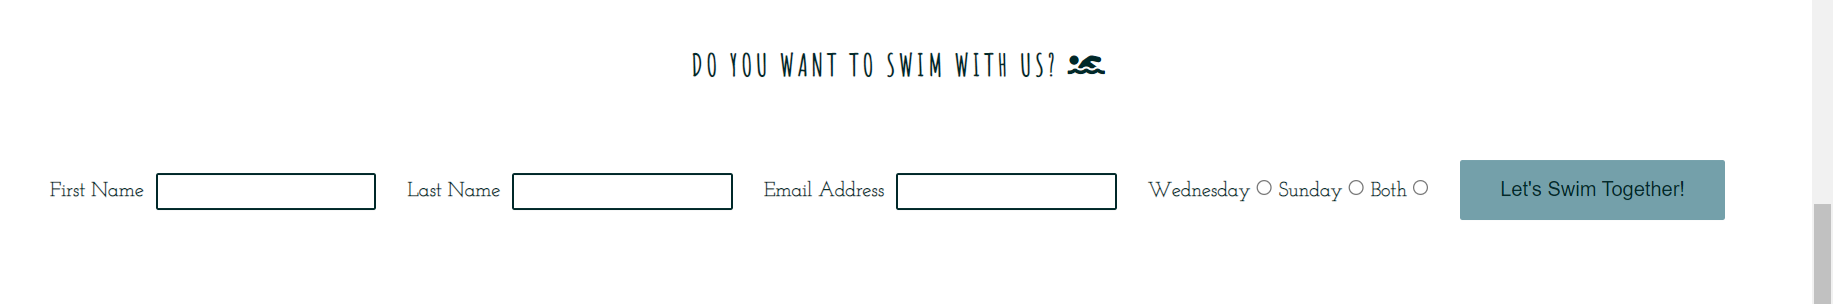 DO YOU WANT TO SWIM WITH US?
First Name Last Name Email Address Wednesday Sunday Both Let's Swim Together!